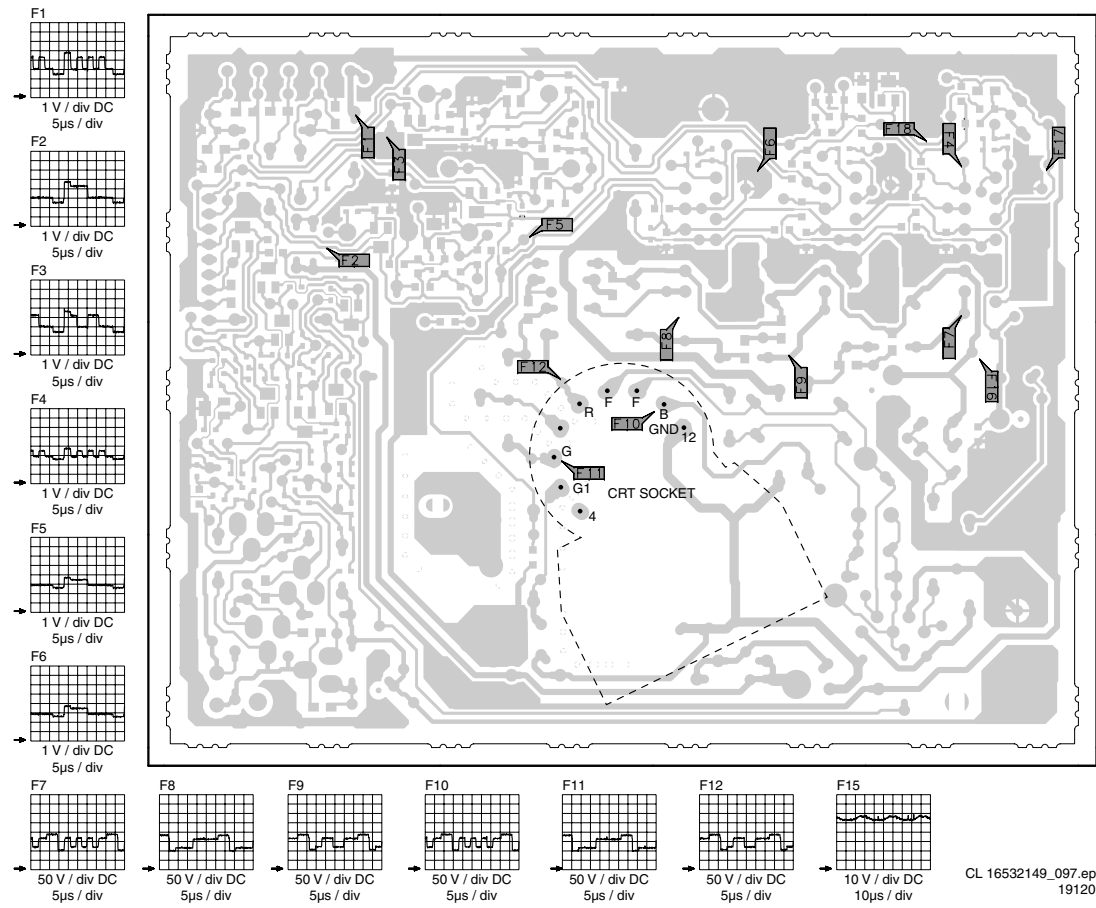 F1
1 V / div DC
5µs / div
F2
1 V / div DC
5µs / div
F3
1 V / div DC
5µs / div
F4
1 V / div DC
5µs / div
F5
1 V / div DC
5µs / div
F6
1 V / div DC
5µs / div
F1
F3
F2
F5
F6
F18
F4
F17
F8
F12
F9
F7
F16
R
F
F
B
F10
GND
12
G
F11
G1
CRT SOCKET
4
F7
50 V / div DC
5µs / div
F8
50 V / div DC
5µs / div
F9
50 V / div DC
5µs / div
F10
50 V / div DC
5µs / div
F11
50 V / div DC
5µs / div
F12
50 V / div DC
5µs / div
F15
10 V / div DC
10µs / div
CL 16532149_097.ep
19120